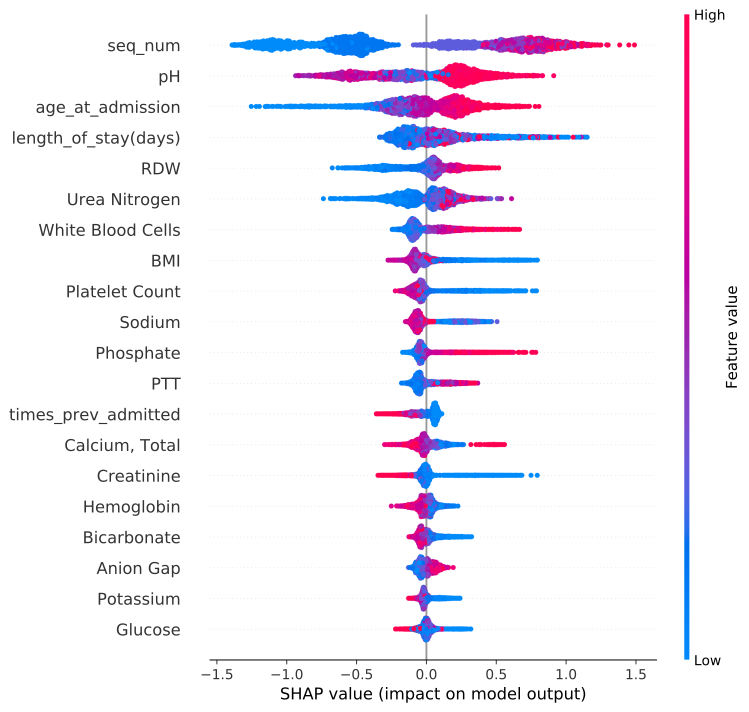 High
seq_num
pH
age_at_admission
length_of_stay(days)
RDW
Urea Nitrogen
White Blood Cells
BMI
Platelet Count
Sodium
Phosphate
PTT
times_prev_admitted
Calcium, Total
Creatinine
Hemoglobin
Bicarbonate
Anion Gap
Potassium
Glucose
Feature value
Low
−1.5 −1.0 −0.5 0.0 0.5 1.0 1.5
SHAP value (impact on model output)